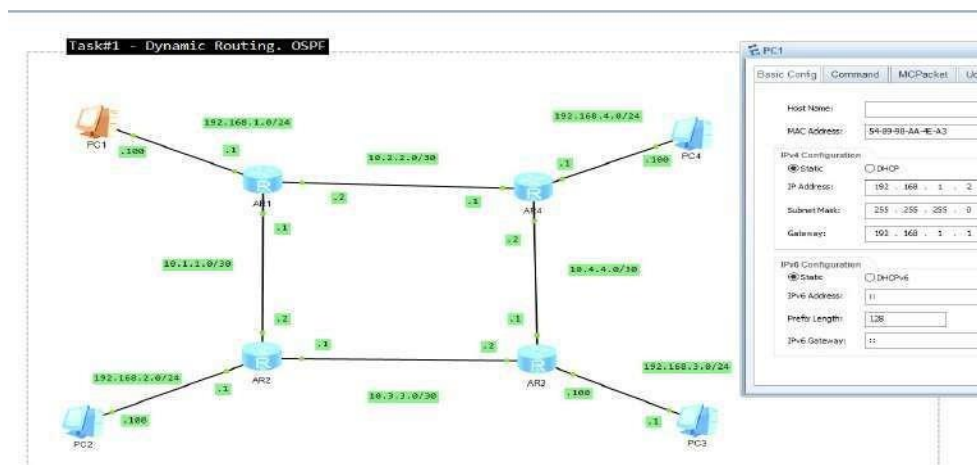 Task#1 - Dynamic Routing. OSPF
PC1
.100
192.168.1.0/24
.1
AR1
.2
10.2.2.0/30
.1
AR4
.1
192.168.4.0/24
.100
PC4
.1
10.1.1.0/30
.2
.2
10.4.4.0/30
.1
AR2
.1
10.3.3.0/30
.2
AR3
192.168.2.0/24
.1
.100
PC2
192.168.3.0/24
.100
.1
PC3
PC1
Basic Config Command MCPacket
Host Name:
MAC Address: 54-89-98-AA-4E-A3
IPv4 Configuration
Static DHCP
IP Address: 192 . 168 . 1 . 2
Subnet Mask: 255 . 255 . 255 . 0
Gateway: 192 . 168 . 1 . 1
IPv6 Configuration
Static DHCPv6
IPv6 Address: ::
Prefix Length: 128
IPv6 Gateway: ::